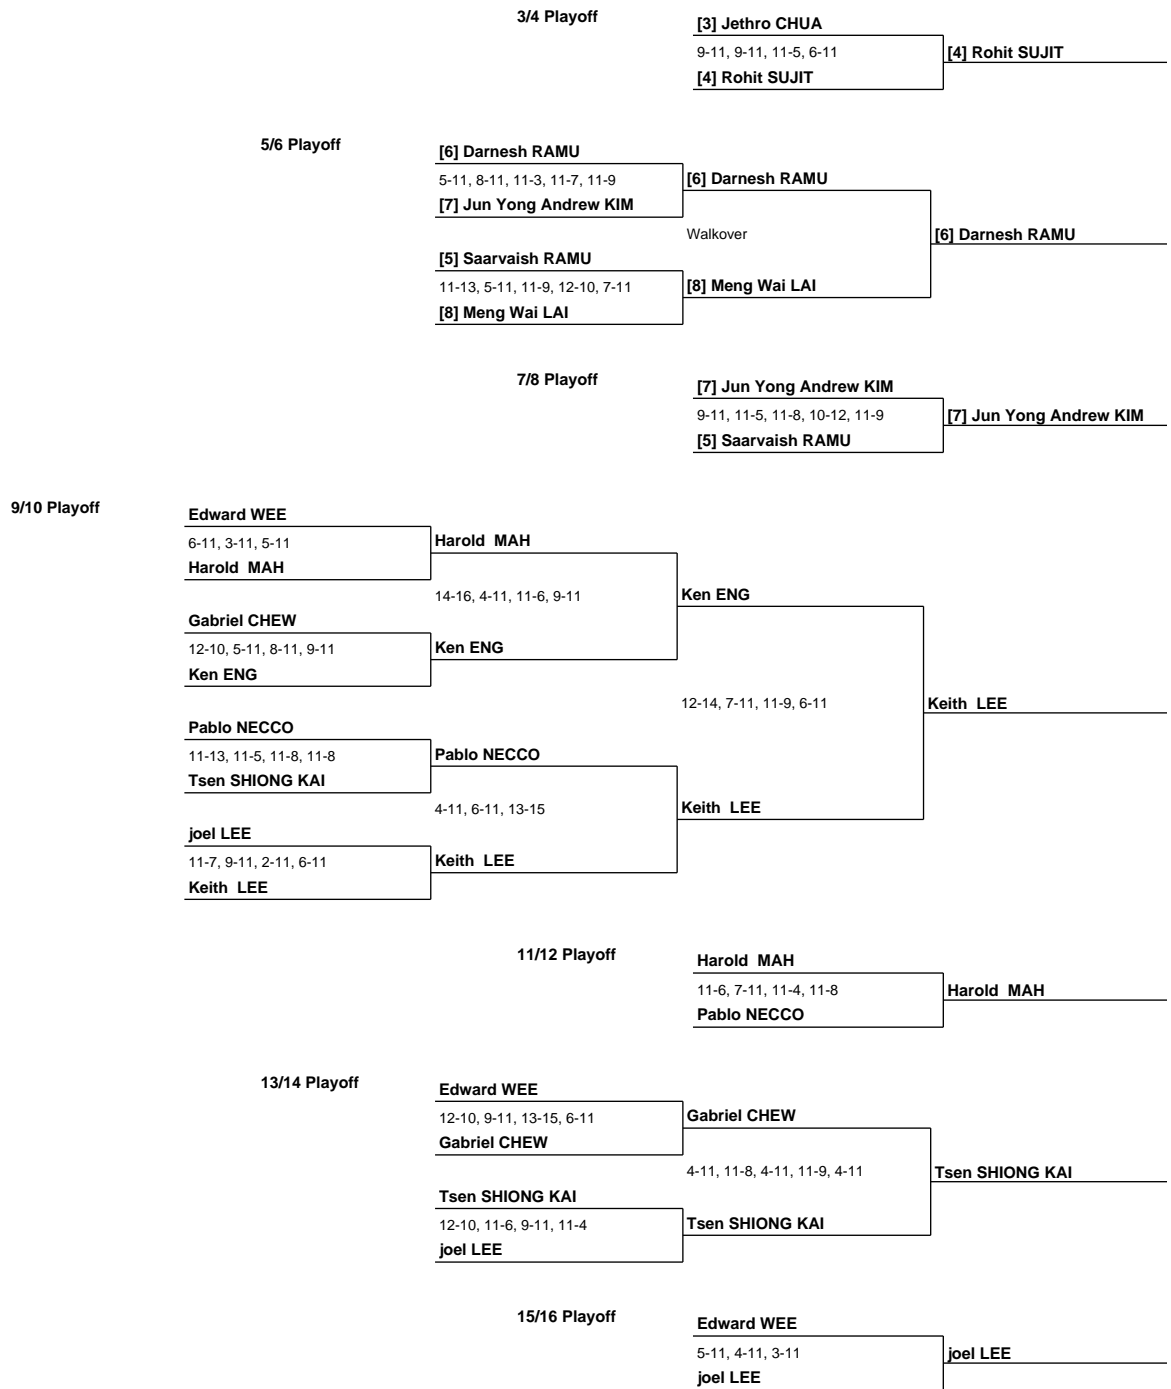 3/4 Playoff
[3] Jethro CHUA
9-11, 9-11, 11-5, 6-11
[4] Rohit SUJIT
[4] Rohit SUJIT
5/6 Playoff
[6] Darnesh RAMU
5-11, 8-11, 11-3, 11-7, 11-9
[7] Jun Yong Andrew KIM
[6] Darnesh RAMU
Walkover
[6] Darnesh RAMU
[5] Saarvaish RAMU
11-13, 5-11, 11-9, 12-10, 7-11
[8] Meng Wai LAI
[8] Meng Wai LAI
7/8 Playoff
[7] Jun Yong Andrew KIM
9-11, 11-5, 11-8, 10-12, 11-9
[5] Saarvaish RAMU
[7] Jun Yong Andrew KIM
9/10 Playoff
Edward WEE
6-11, 3-11, 5-11
Harold  MAH
Harold  MAH
14-16, 4-11, 11-6, 9-11
Ken ENG
Gabriel CHEW
12-10, 5-11, 8-11, 9-11
Ken ENG
Ken ENG
12-14, 7-11, 11-9, 6-11
Keith  LEE
Pablo NECCO
11-13, 11-5, 11-8, 11-8
Tsen SHIONG KAI
Pablo NECCO
4-11, 6-11, 13-15
Keith  LEE
joel LEE
11-7, 9-11, 2-11, 6-11
Keith  LEE
Keith  LEE
11/12 Playoff
Harold  MAH
11-6, 7-11, 11-4, 11-8
Pablo NECCO
Harold  MAH
13/14 Playoff
Edward WEE
12-10, 9-11, 13-15, 6-11
Gabriel CHEW
Gabriel CHEW
4-11, 11-8, 4-11, 11-9, 4-11
Tsen SHIONG KAI
Tsen SHIONG KAI
12-10, 11-6, 9-11, 11-4
joel LEE
Tsen SHIONG KAI
15/16 Playoff
Edward WEE
5-11, 4-11, 3-11
joel LEE
joel LEE